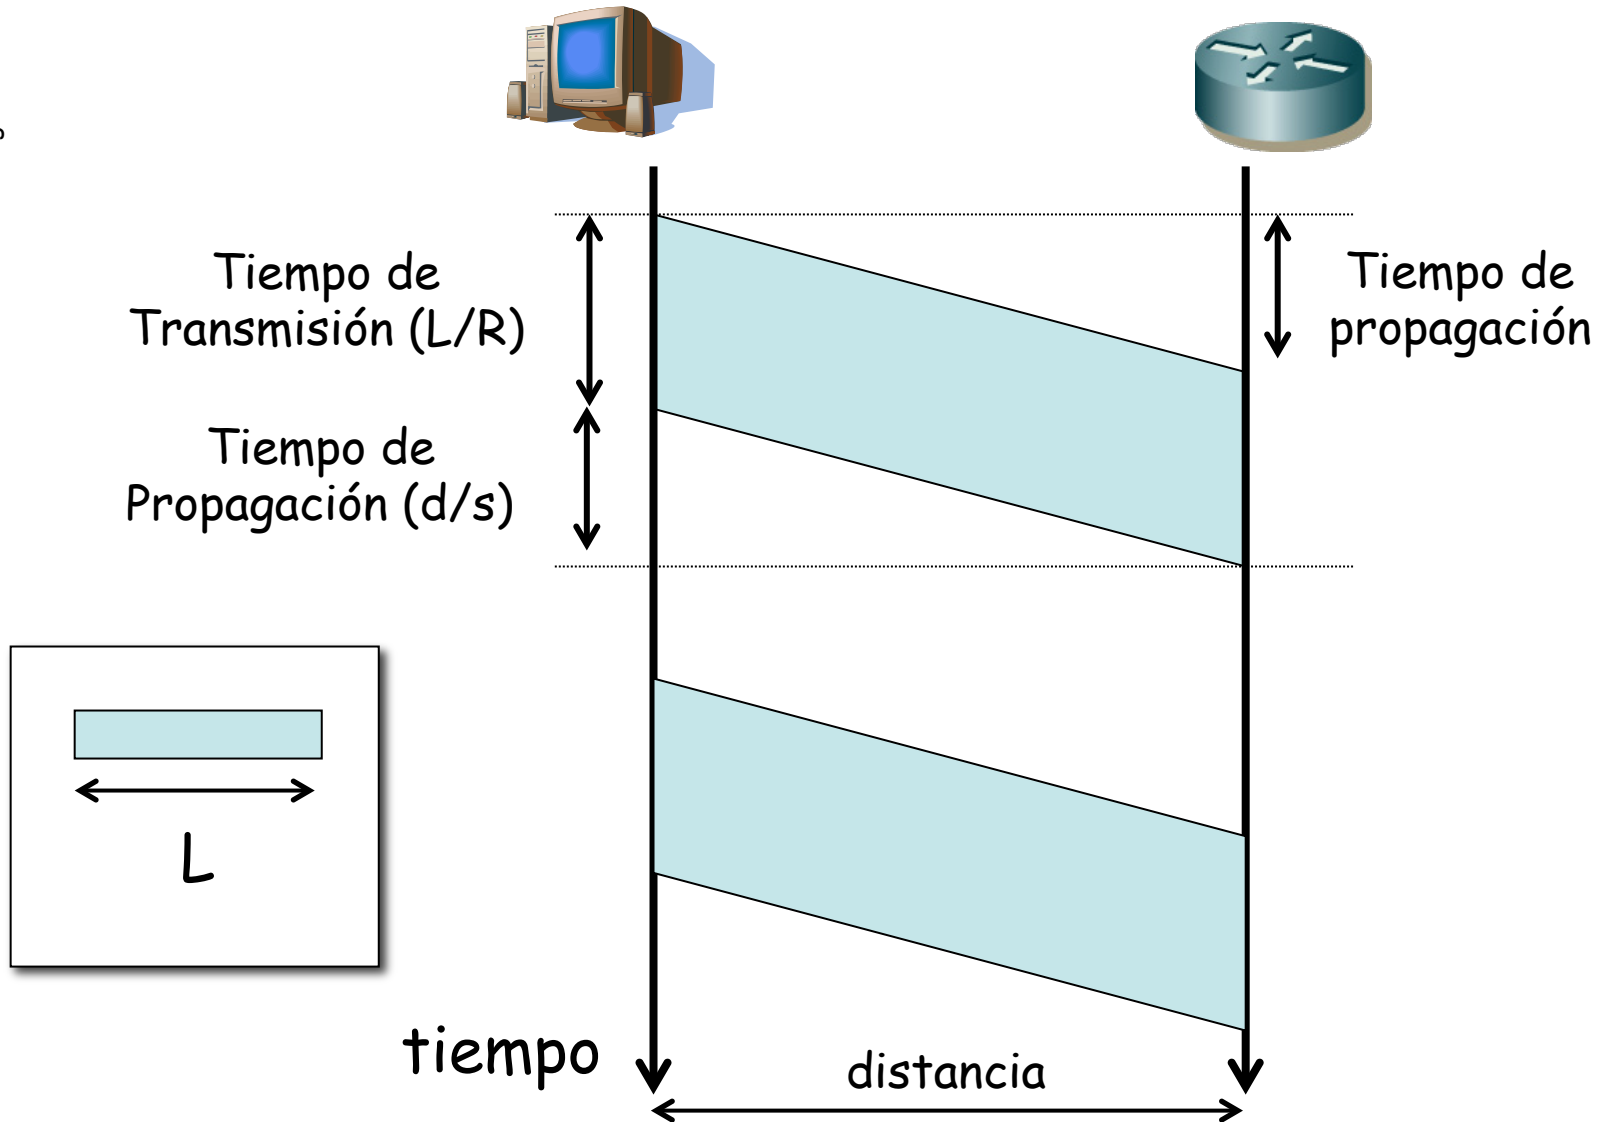 Tiempo de
Transmisión (L/R)
Tiempo de
propagación
Tiempo de
Propagación (d/s)
L
tiempo
distancia